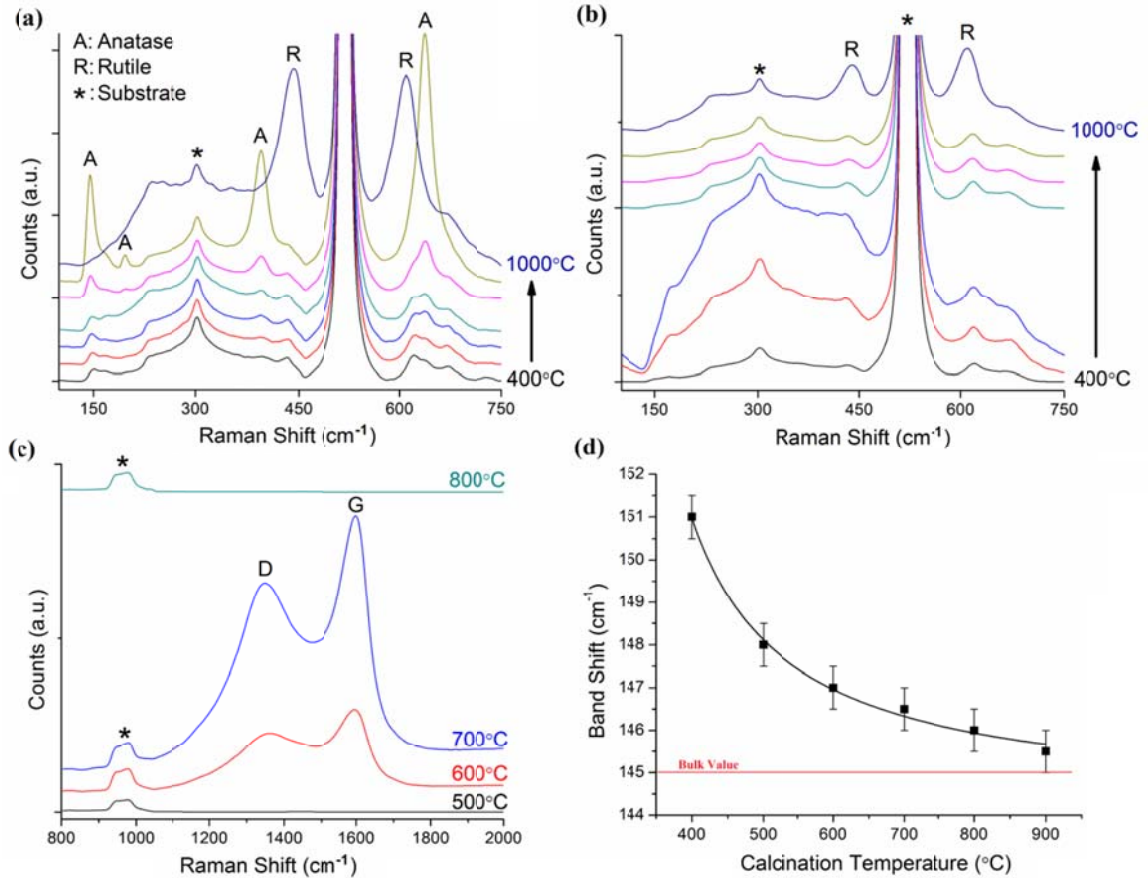 (a)
A: Anatase
R: Rutile
*: Substrate
A
A
*
A
R
R
A
1000°C
400°C
Counts (a.u.)
150 300 450 600 750
Raman Shift (cm-1)
(b)
*
R
*
R
1000°C
400°C
Counts (a.u.)
150 300 450 600 750
Raman Shift (cm-1)
(c)
*
800°C
G
D
*
700°C
600°C
500°C
Counts (a.u.)
800 1000 1200 1400 1600 1800 2000
Raman Shift (cm-1)
(d)
152
151
150
149
148
147
146
145
144
Band Shift (cm-1)
Bulk Value
400 500 600 700 800 900
Calcination Temperature (°C)